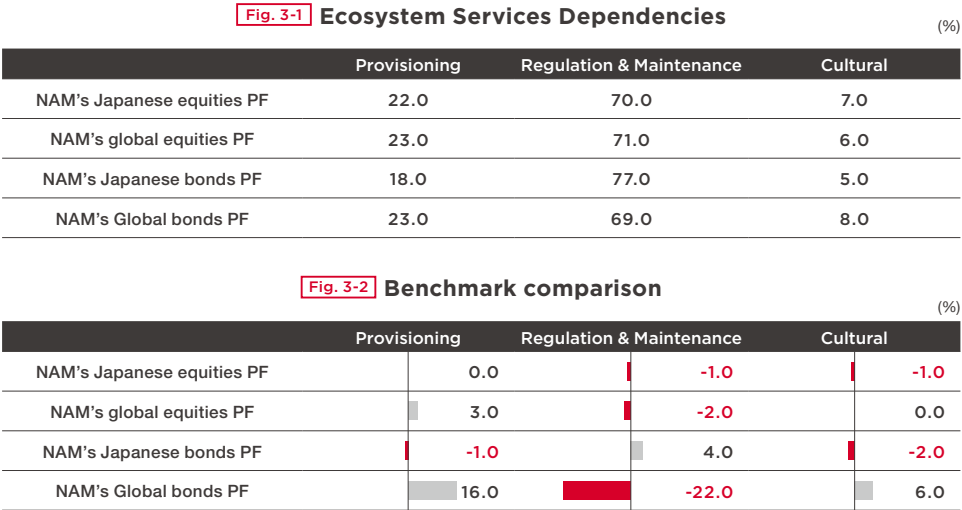 Fig. 3-1 Ecosystem Services Dependencies
(%)
Provisioning Regulation & Maintenance Cultural
NAM's Japanese equities PF 22.0 70.0 7.0
NAM's global equities PF 23.0 71.0 6.0
NAM's Japanese bonds PF 18.0 77.0 5.0
NAM's Global bonds PF 23.0 69.0 8.0
Fig. 3-2 Benchmark comparison
(%)
Provisioning Regulation & Maintenance Cultural
NAM's Japanese equities PF 0.0 -1.0 -1.0
NAM's global equities PF 3.0 -2.0 0.0
NAM's Japanese bonds PF -1.0 4.0 -2.0
NAM's Global bonds PF 16.0 -22.0 6.0